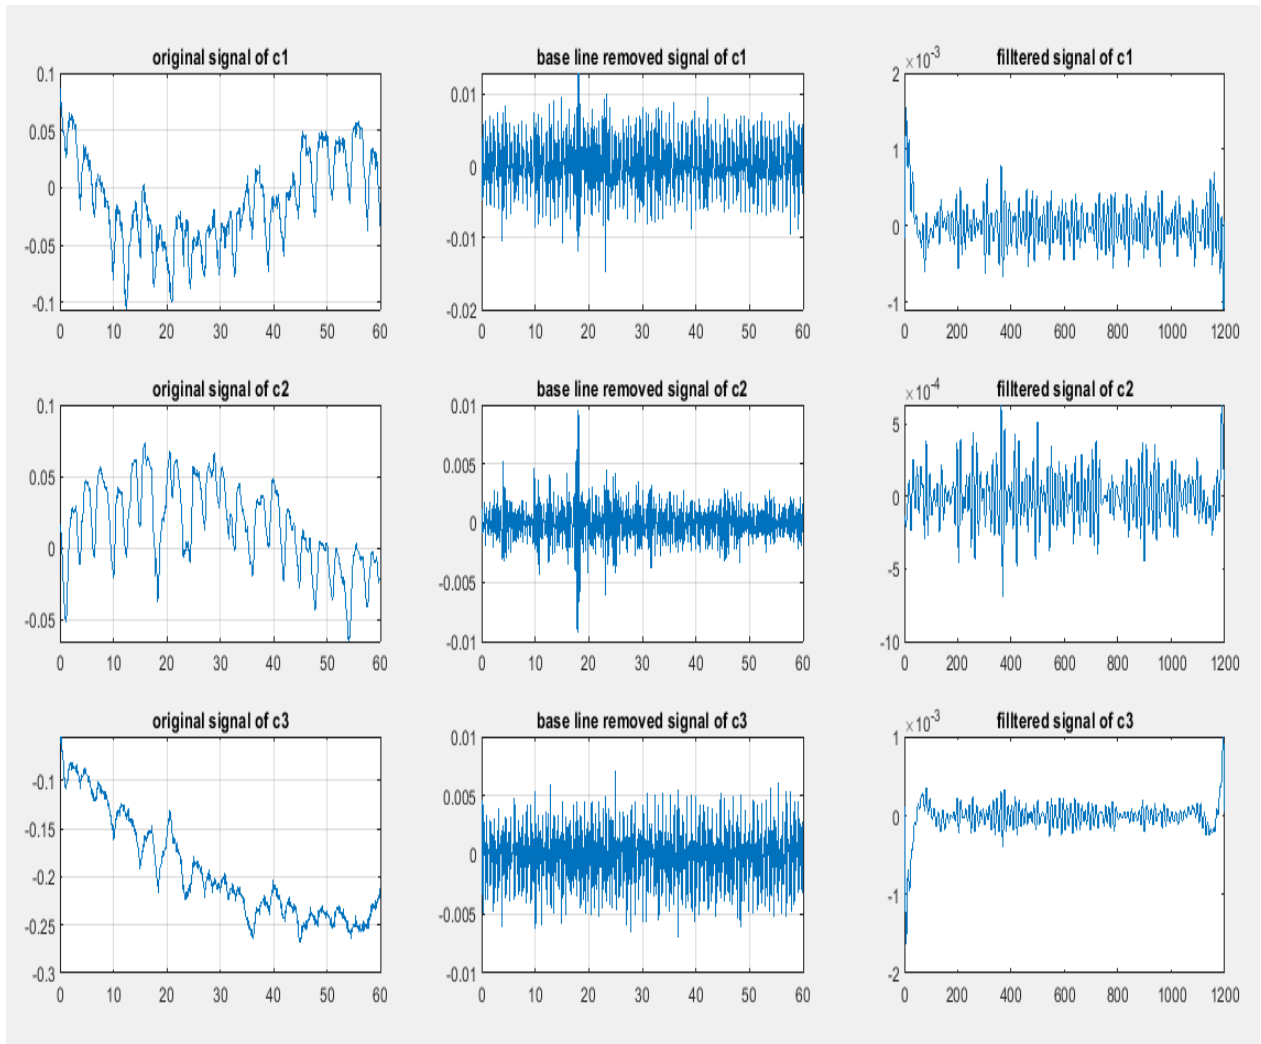 original signal of c1
0.1
0.05
0
-0.05
-0.1
0 10 20 30 40 50 60
base line removed signal of c1
0.01
0
-0.01
-0.02
0 10 20 30 40 50 60
filltered signal of c1
×10-3
2
1
0
-1
0 200 400 600 800 1000 1200
original signal of c2
0.1
0.05
0
-0.05
0 10 20 30 40 50 60
base line removed signal of c2
0.01
0.005
0
-0.005
-0.01
0 10 20 30 40 50 60
filltered signal of c2
×10-4
5
0
-5
-10
0 200 400 600 800 1000 1200
original signal of c3
-0.1
-0.15
-0.2
-0.25
-0.3
0 10 20 30 40 50 60
base line removed signal of c3
0.01
0.005
0
-0.005
-0.01
0 10 20 30 40 50 60
filltered signal of c3
×10-3
1
0
-1
-2
0 200 400 600 800 1000 1200